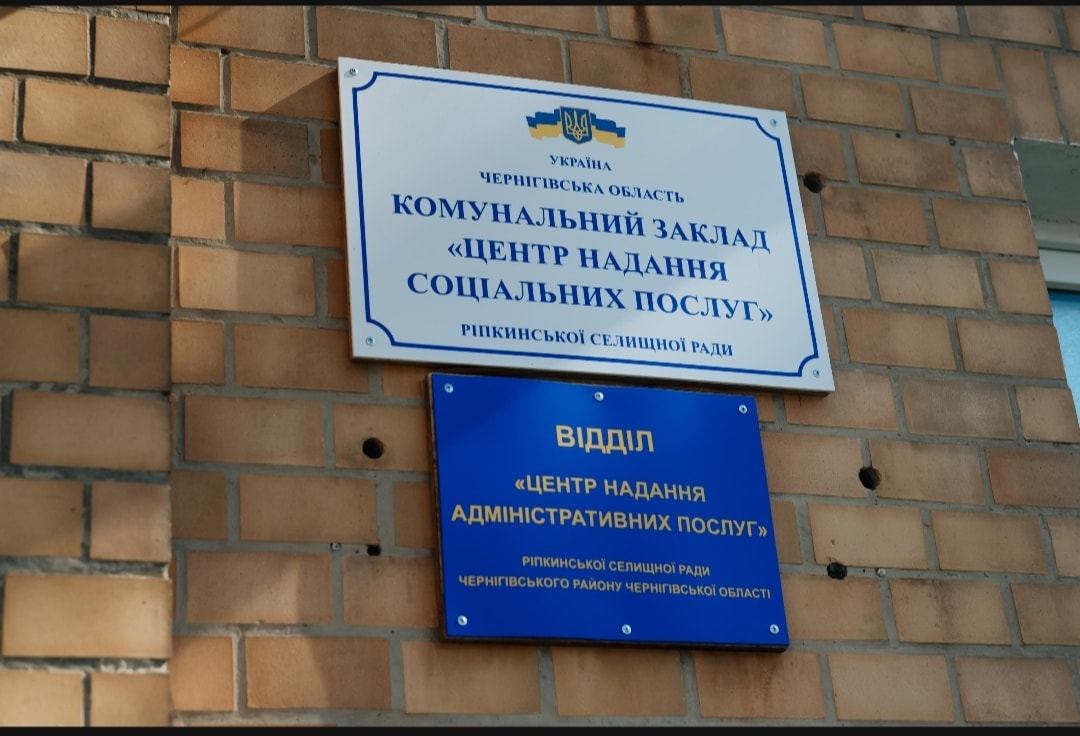 УКРАЇНА
ЧЕРНІГІВСЬКА ОБЛАСТЬ
КОМУНАЛЬНИЙ ЗАКЛАД
«ЦЕНТР НАДАННЯ
СОЦІАЛЬНИХ ПОСЛУГ»
РІПКИНСЬКОЇ СЕЛИЩНОЇ РАДИ
ВІДДІЛ
«ЦЕНТР НАДАННЯ
АДМІНІСТРАТИВНИХ ПОСЛУГ»
РІПКИНСЬКОЇ СЕЛИЩНОЇ РАДИ
ЧЕРНІГІВСЬКОГО РАЙОНУ ЧЕРНІГІВСЬКОЇ ОБЛАСТІ